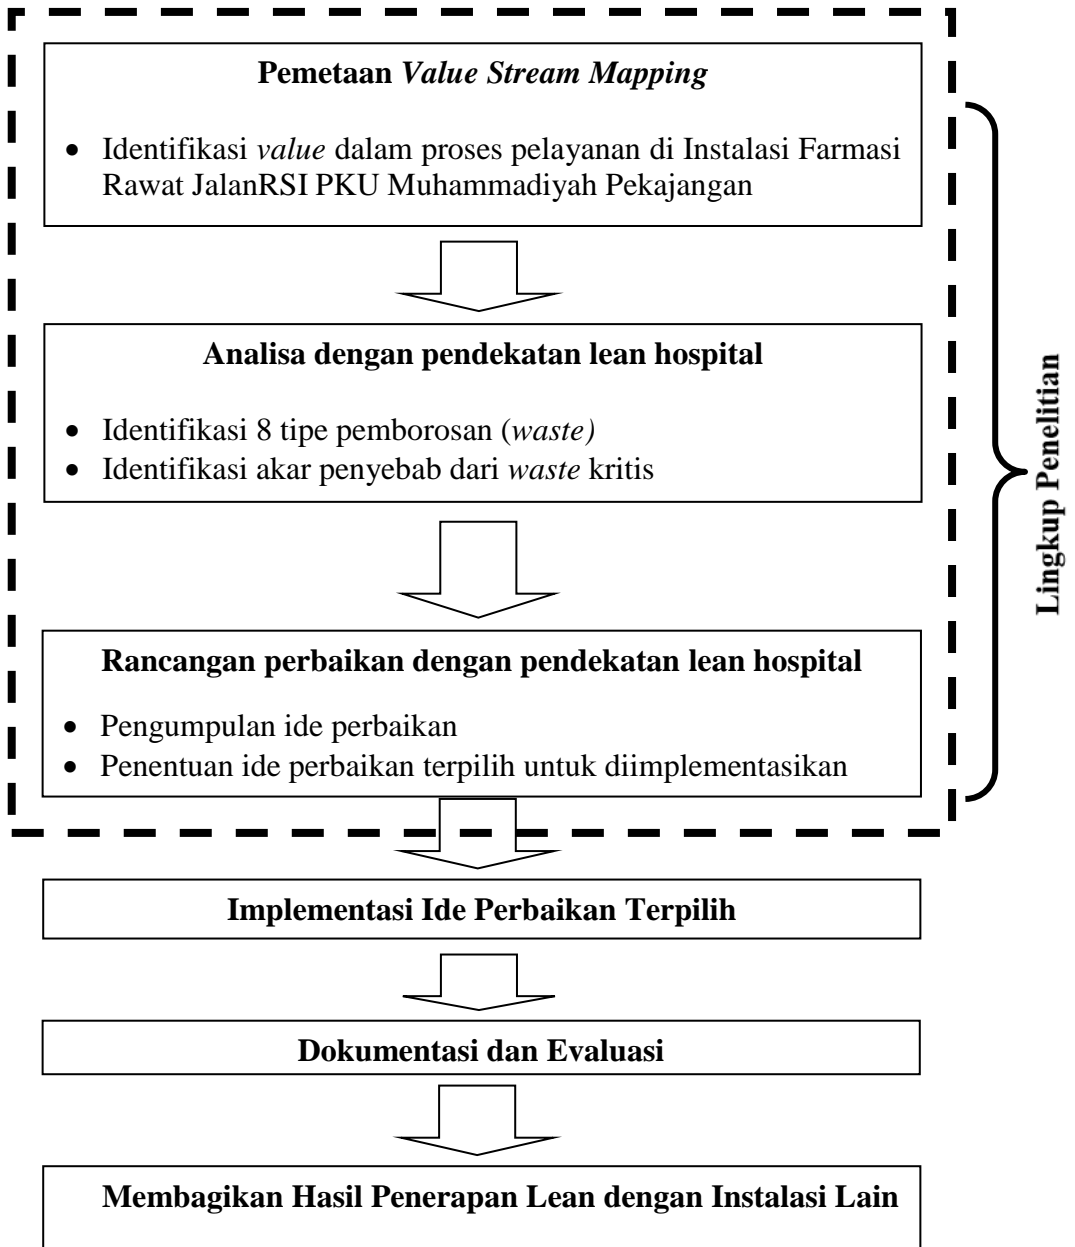 Pemetaan Value Stream Mapping
• Identifikasi value dalam proses pelayanan di Instalasi Farmasi
Rawat JalanRSI PKU Muhammadiyah Pekajangan
Analisa dengan pendekatan lean hospital
• Identifikasi 8 tipe pemborosan (waste)
• Identifikasi akar penyebab dari waste kritis
Rancangan perbaikan dengan pendekatan lean hospital
• Pengumpulan ide perbaikan
• Penentuan ide perbaikan terpilih untuk diimplementasikan
Lingkup Penelitian
Implementasi Ide Perbaikan Terpilih
Dokumentasi dan Evaluasi
Membagikan Hasil Penerapan Lean dengan Instalasi Lain